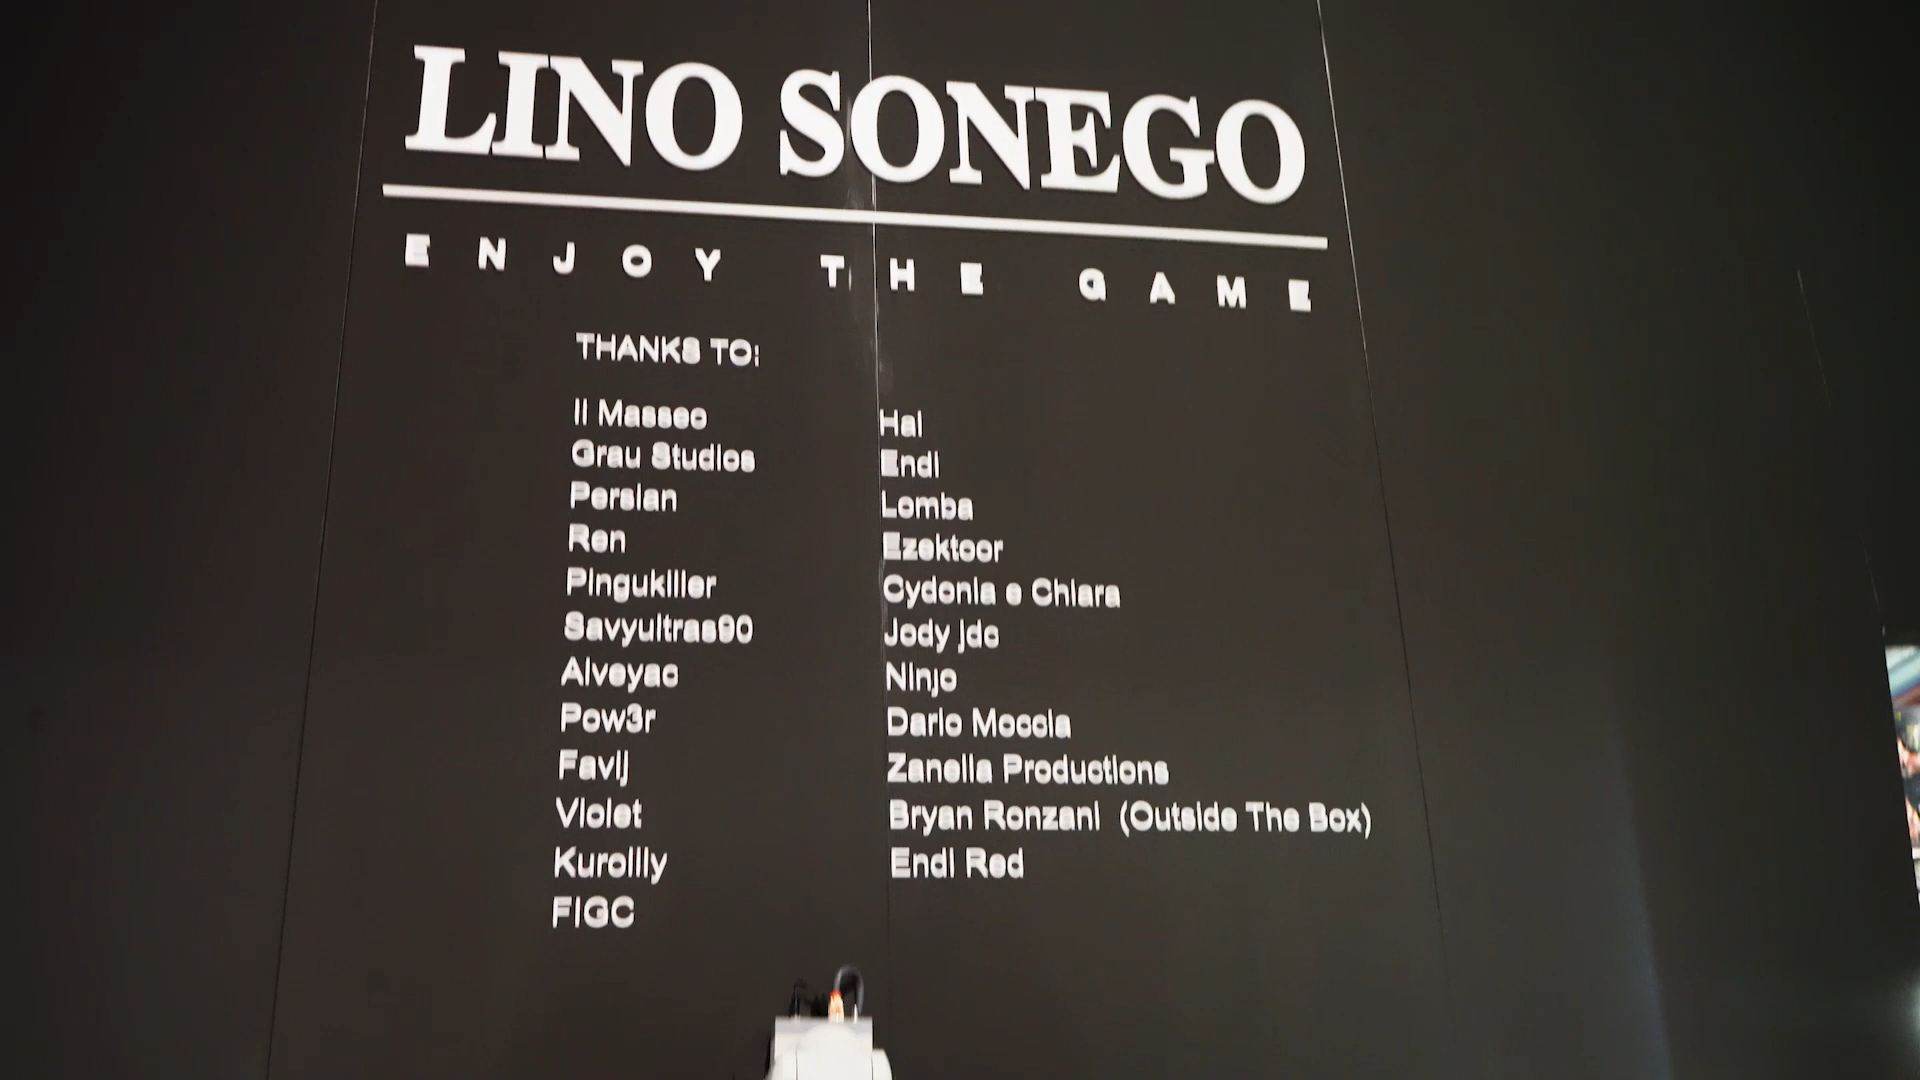 LINO SONEGO
ENJOY THE GAME
THANKS TO:
Il Masseo
Grau Studios
Persian
Ren
Pingukiller
Savyultras90
Alveyac
Pow3r
Favij
Violet
Kurolily
FIGC
Hal
Endi
Lomba
Ezektoor
Cydonia e Chiara
Jody jdc
Ninjo
Dario Moccia
Zanella Productions
Bryan Ronzani (Outside The Box)
Endi Red